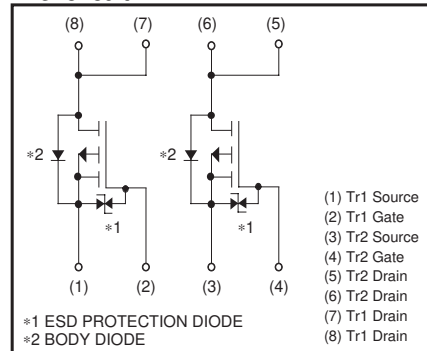 (8) (7) (6) (5)
∗2 ∗2
∗1 ∗1
(1) (2) (3) (4)
∗1 ESD PROTECTION DIODE
∗2 BODY DIODE
(1) Tr1 Source
(2) Tr1 Gate
(3) Tr2 Source
(4) Tr2 Gate
(5) Tr2 Drain
(6) Tr2 Drain
(7) Tr1 Drain
(8) Tr1 Drain